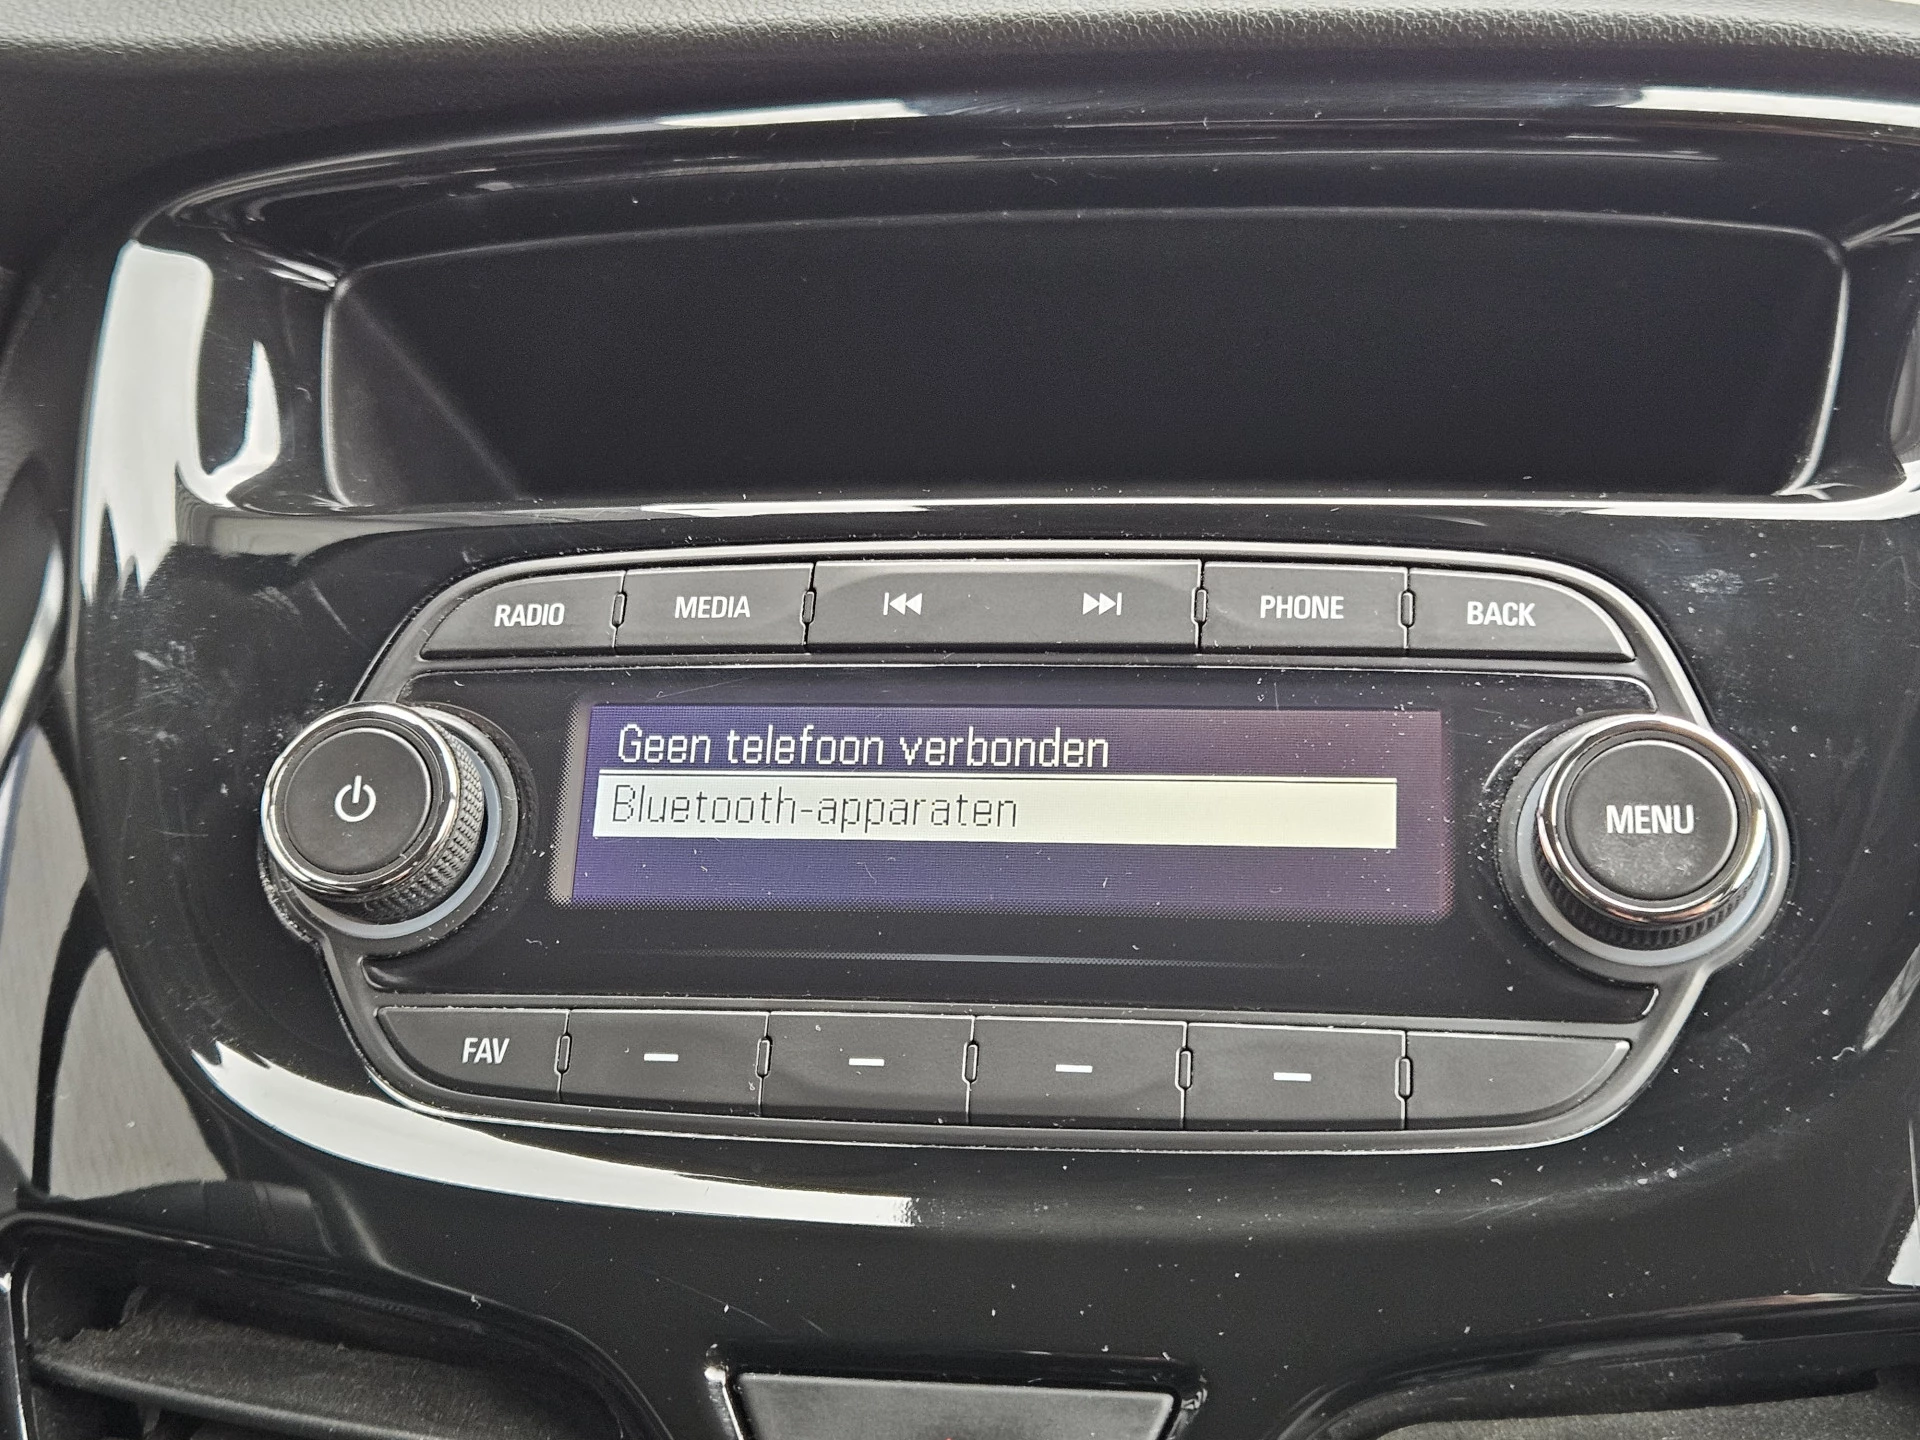 RADIO
MEDIA
PHONE
BACK
Geen telefoon verbonden
Bluetooth-apparaten
MENU
FAV